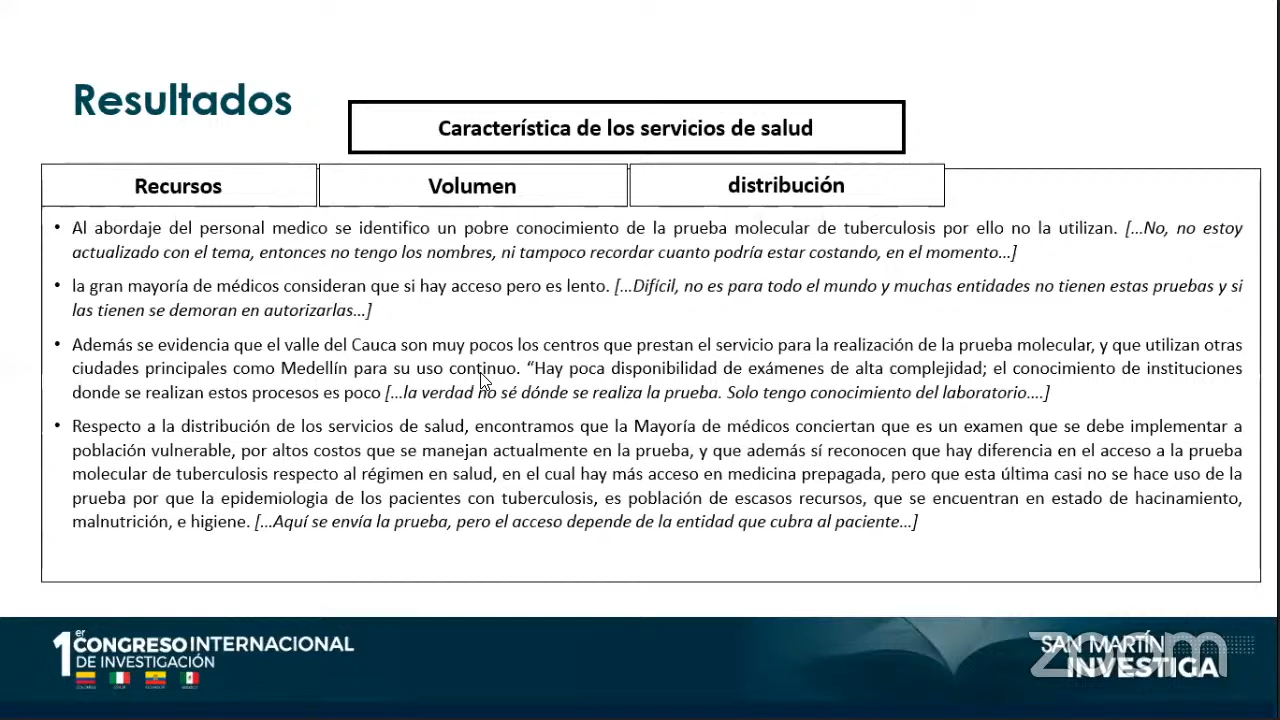 Resultados
Característica de los servicios de salud
Recursos
Volumen
distribución
• Al abordaje del personal medico se identifico un pobre conocimiento de la prueba molecular de tuberculosis por ello no la utilizan. [...No, no estoy
actualizado con el tema, entonces no tengo los nombres, ni tampoco recordar cuanto podría estar costando, en el momento...]
• la gran mayoría de médicos consideran que si hay acceso pero es lento. [...Difícil, no es para todo el mundo y muchas entidades no tienen estas pruebas y si
las tienen se demoran en autorizarlas...]
• Además se evidencia que el valle del Cauca son muy pocos los centros que prestan el servicio para la realización de la prueba molecular, y que utilizan otras
ciudades principales como Medellín para su uso continuo. “Hay poca disponibilidad de exámenes de alta complejidad; el conocimiento de instituciones
donde se realizan estos procesos es poco [...la verdad no sé dónde se realiza la prueba. Solo tengo conocimiento del laboratorio....]
• Respecto a la distribución de los servicios de salud, encontramos que la Mayoría de médicos conciertan que es un examen que se debe implementar a
población vulnerable, por altos costos que se manejan actualmente en la prueba, y que además sí reconocen que hay diferencia en el acceso a la prueba
molecular de tuberculosis respecto al régimen en salud, en el cual hay más acceso en medicina prepagada, pero que esta última casi no se hace uso de la
prueba por que la epidemiologia de los pacientes con tuberculosis, es población de escasos recursos, que se encuentran en estado de hacinamiento,
malnutrición, e higiene. [...Aquí se envía la prueba, pero el acceso depende de la entidad que cubra al paciente...]
1er CONGRESO INTERNACIONAL
DE INVESTIGACIÓN
SAN MARTÍN
INVESTIGA
zoom